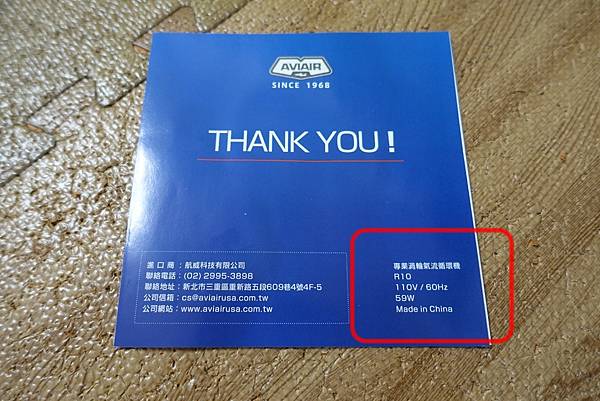 AVIAIR
SINCE 1968
THANK YOU!
進口商：航威科技有限公司
聯絡電話：(02) 2995-3898
聯絡地址：新北市三重區重新路五段609巷4號4F-5
公司信箱：cs@aviairusa.com.tw
公司網站：www.aviairusa.com.tw
專業渦輪氣流循環機
R10
110V / 60Hz
59W
Made in China